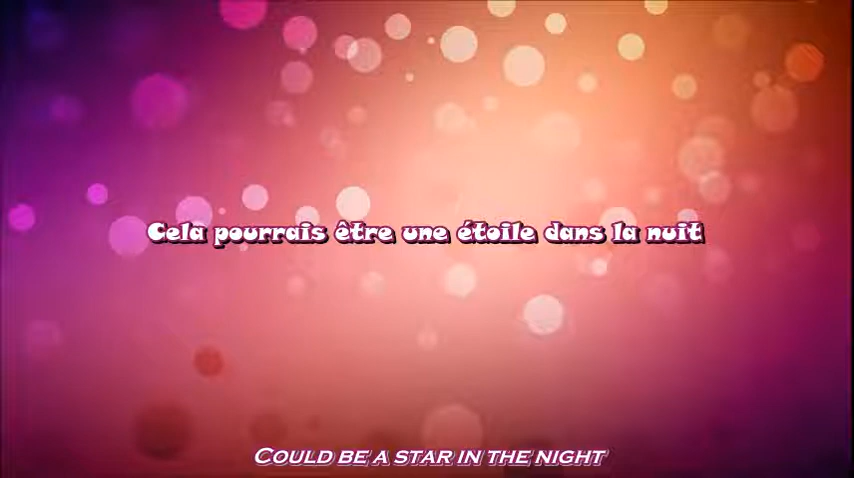 Cela pourrais être une étoile dans la nuit
Could be a star in the night